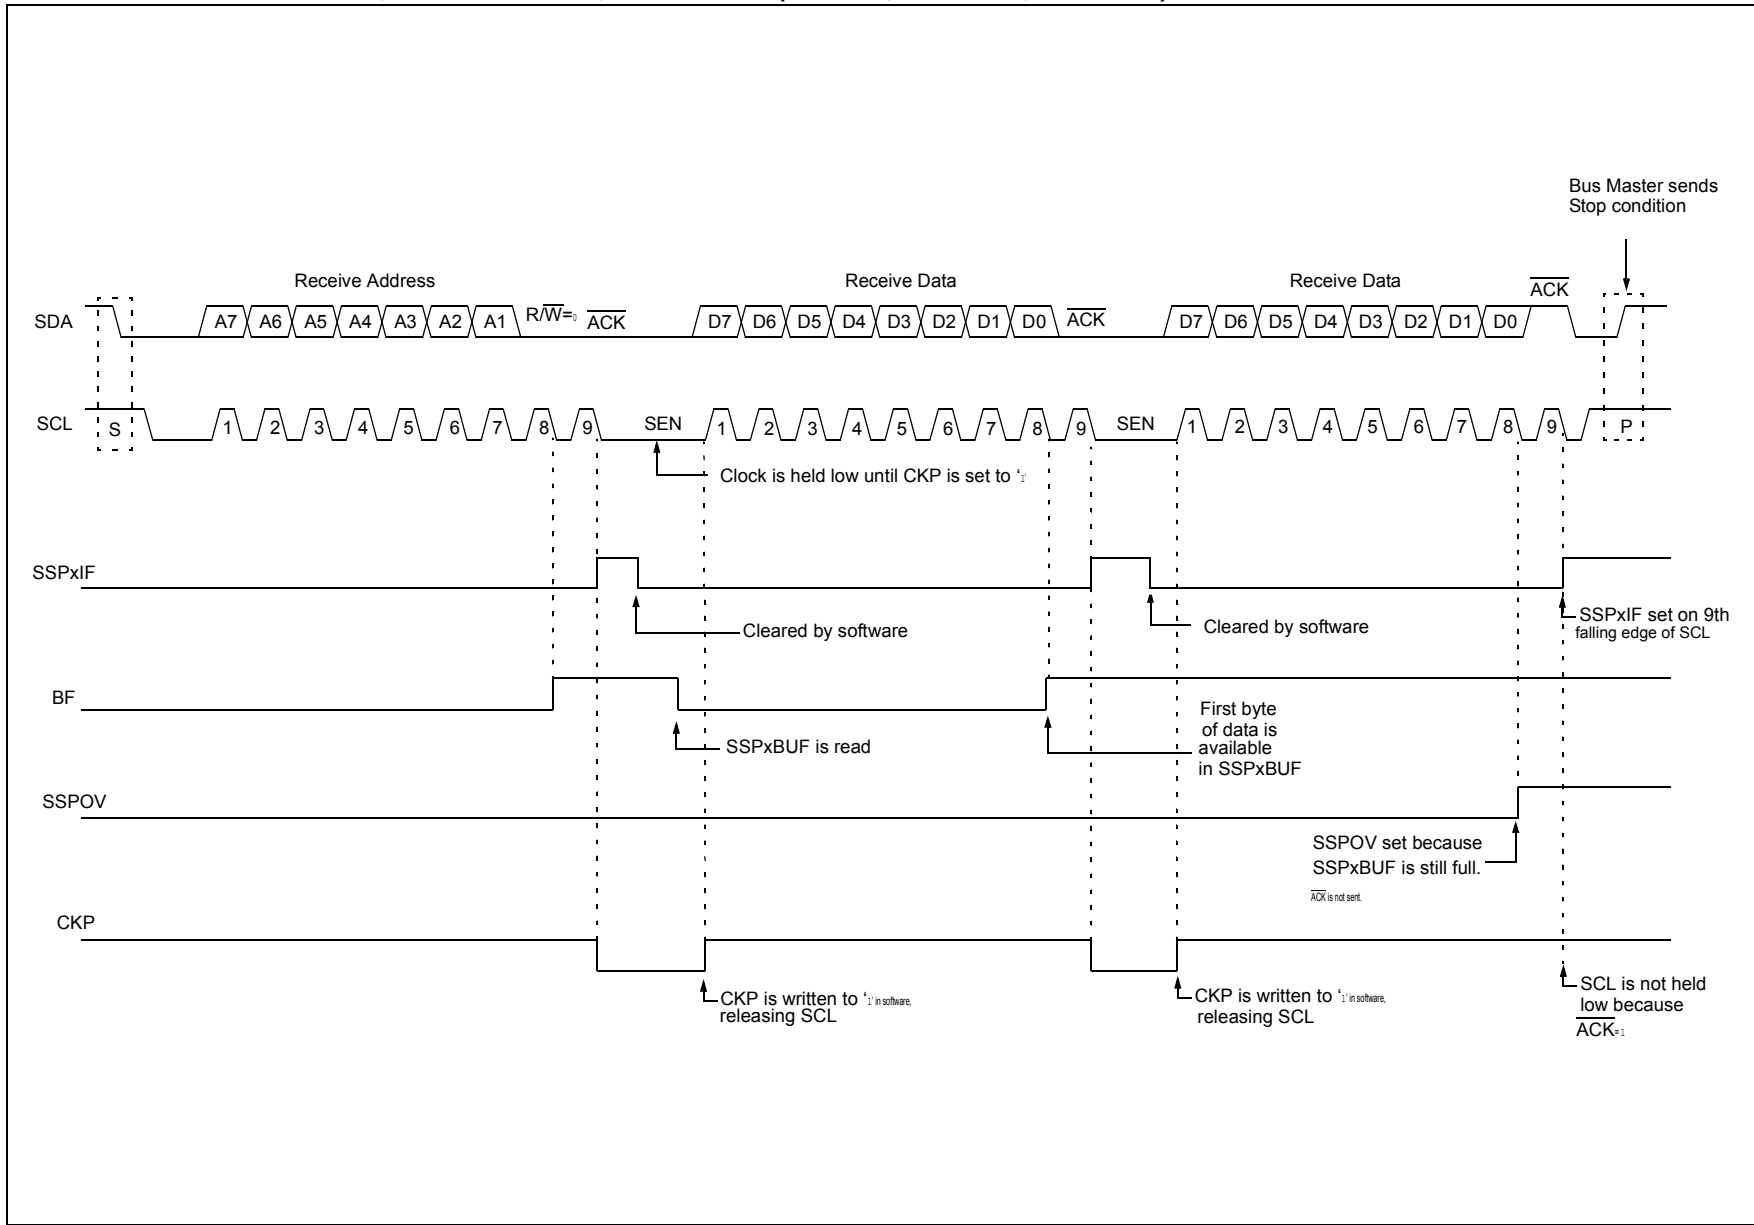 Bus Master sends
Stop condition
Receive Address
Receive Data
Receive Data
ACK
SDA
A7 A6 A5 A4 A3 A2 A1 R/W=0 ACK
D7 D6 D5 D4 D3 D2 D1 D0 ACK
D7 D6 D5 D4 D3 D2 D1 D0
SCL
S
1 2 3 4 5 6 7 8 9 SEN
1 2 3 4 5 6 7 8 9 SEN
1 2 3 4 5 6 7 8 9
P
Clock is held low until CKP is set to ‘1’
SSPxIF
Cleared by software
Cleared by software
SSPxIF set on 9th
falling edge of SCL
BF
SSPxBUF is read
First byte
of data is
available
in SSPxBUF
SSPOV
SSPOV set because
SSPxBUF is still full.
ACK is not sent.
CKP
CKP is written to ‘1’ in software,
releasing SCL
CKP is written to ‘1’ in software,
releasing SCL
SCL is not held
low because
ACK=1